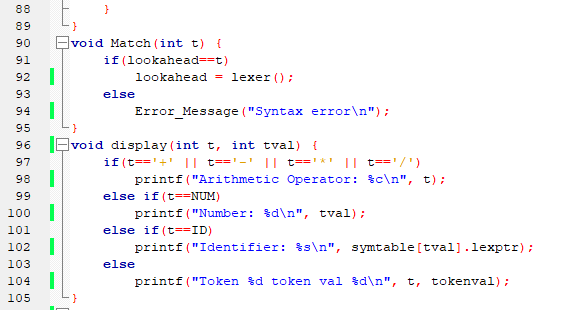 88 }
89 }
90 void Match(int t) {
91 if(lookahead==t)
92 lookahead = lexer();
93 else
94 Error_Message("Syntax error\n");
95 }
96 void display(int t, int tval) {
97 if(t=='+' || t=='-' || t=='*' || t=='/')
98 printf("Arithmetic Operator: %c\n", t);
99 else if(t==NUM)
100 printf("Number: %d\n", tval);
101 else if(t==ID)
102 printf("Identifier: %s\n", symtable[tval].lexptr);
103 else
104 printf("Token %d token val %d\n", t, tokenval);
105 }